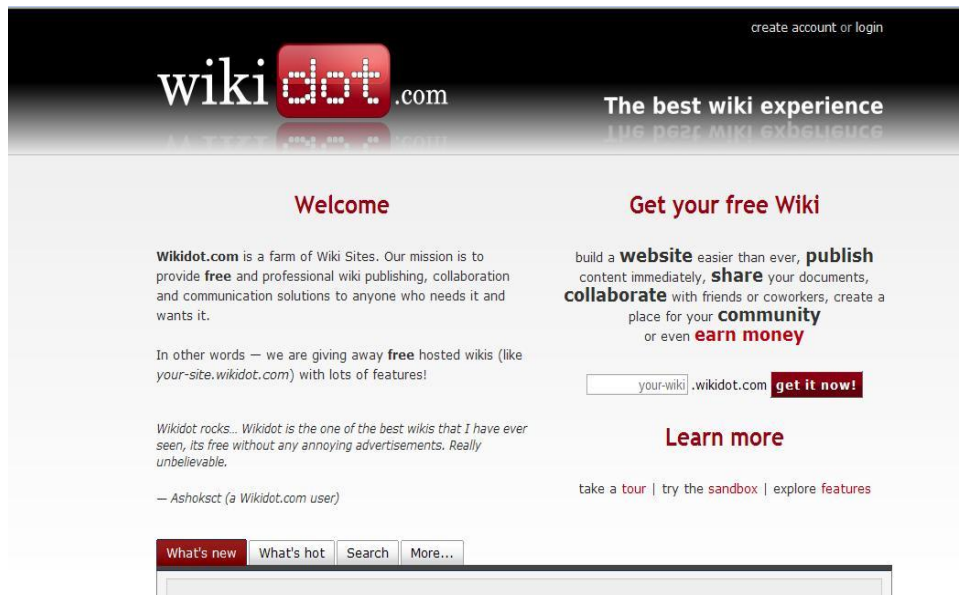 create account or login
wikidot.com
The best wiki experience
Welcome
Wikidot.com is a farm of Wiki Sites. Our mission is to
provide free and professional wiki publishing, collaboration
and communication solutions to anyone who needs it and
wants it.
In other words — we are giving away free hosted wikis (like
your-site.wikidot.com) with lots of features!
Wikidot rocks... Wikidot is the one of the best wikis that I have ever
seen, its free without any annoying advertisements. Really
unbelievable.
— Ashoksct (a Wikidot.com user)
Get your free Wiki
build a website easier than ever, publish
content immediately, share your documents,
collaborate with friends or coworkers, create a
place for your community
or even earn money
your-wiki .wikidot.com get it now!
Learn more
take a tour | try the sandbox | explore features
What's new What's hot Search More...